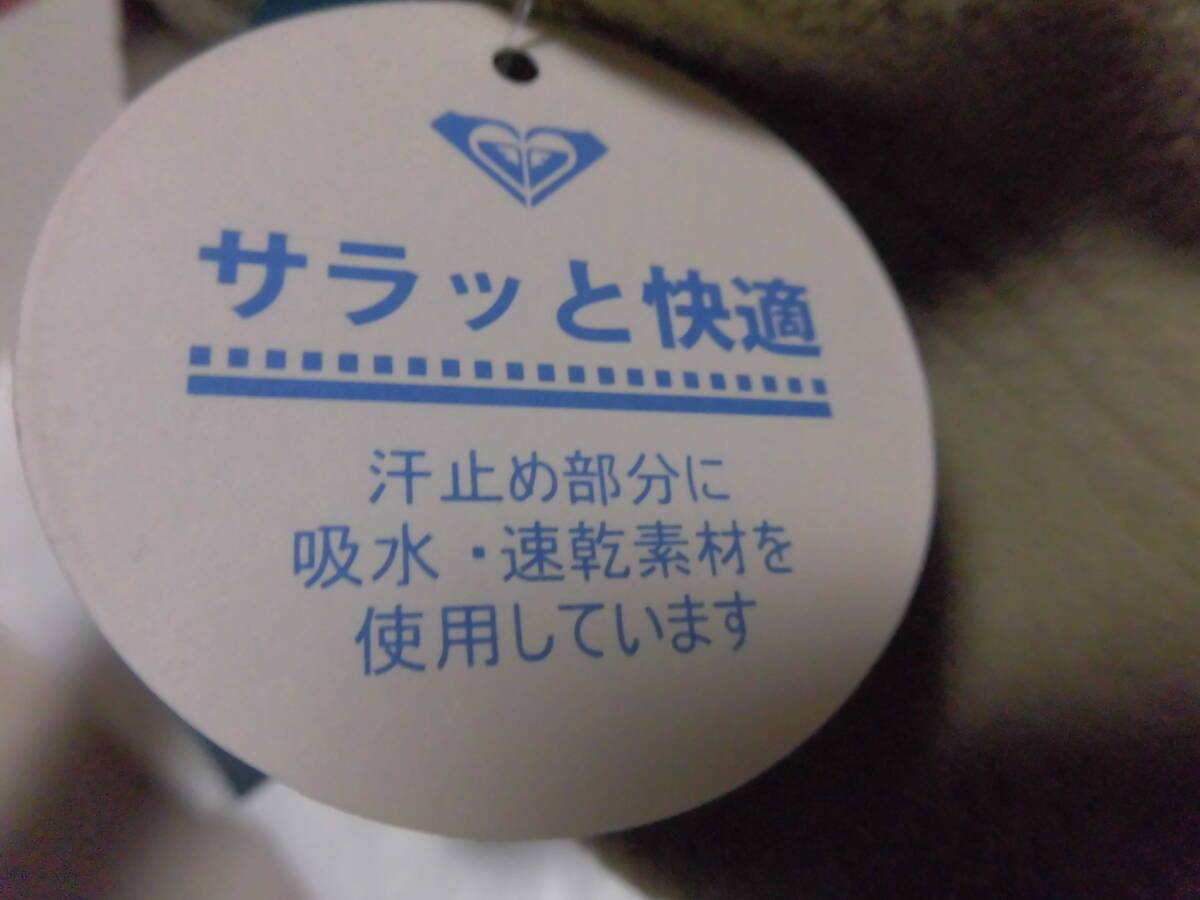 サラッと快適
汗止め部分に
吸水・速乾素材を
使用しています